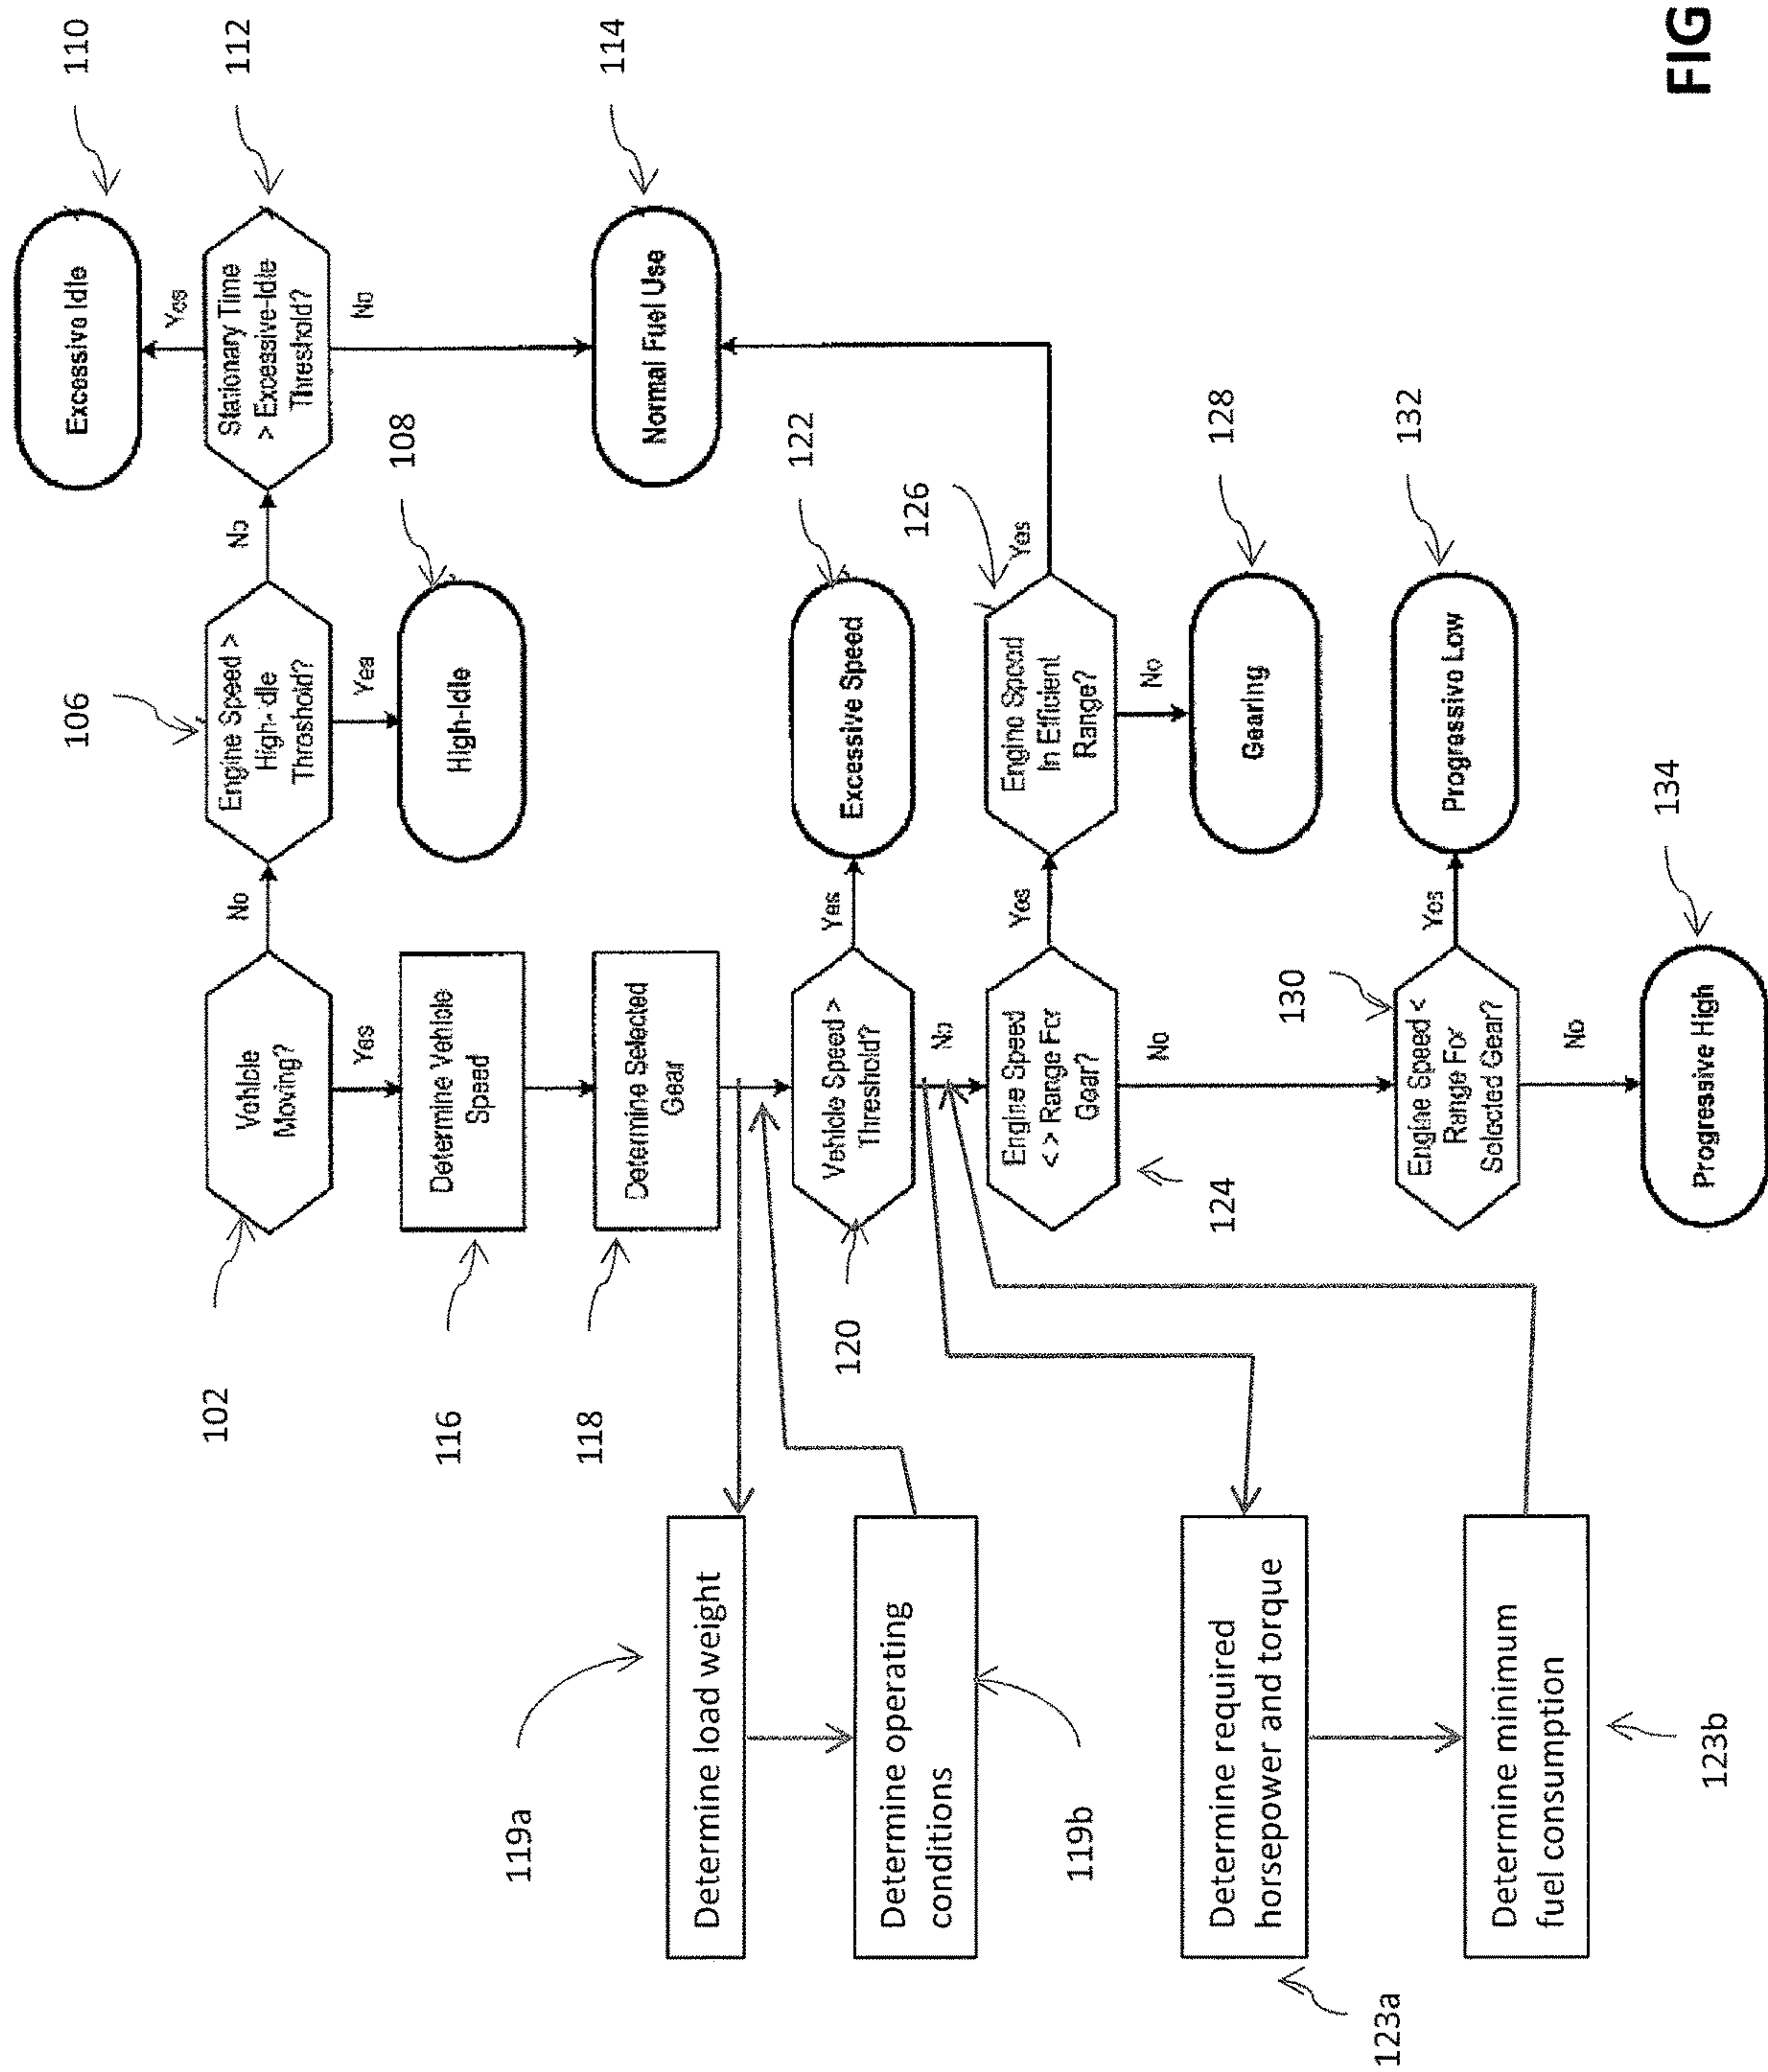 110
Excessive Idle
106
112
102
No
No
Yes
Vehicle
Moving?
Engine Speed >
High-Idle
Threshold?
Stationary Time
> Excessive-Idle
Threshold?
Yes
Yes
No
108
116
Determine Vehicle
Speed
High-Idle
118
114
119a
Determine load weight
Determine Selected
Gear
Normal Fuel Use
122
120
Yes
Determine operating
conditions
Vehicle Speed >
Threshold?
Excessive Speed
126
No
119b
Yes
Yes
Engine Speed
< > Range For
Gear?
Engine Speed
In Efficient
Range?
124
No
No
128
Determine required
horsepower and torque
Gearing
130
123a
132
Yes
Engine Speed <
Range For
Selected Gear?
Progressive Low
Determine minimum
fuel consumption
No
134
123b
Progressive High
FIG